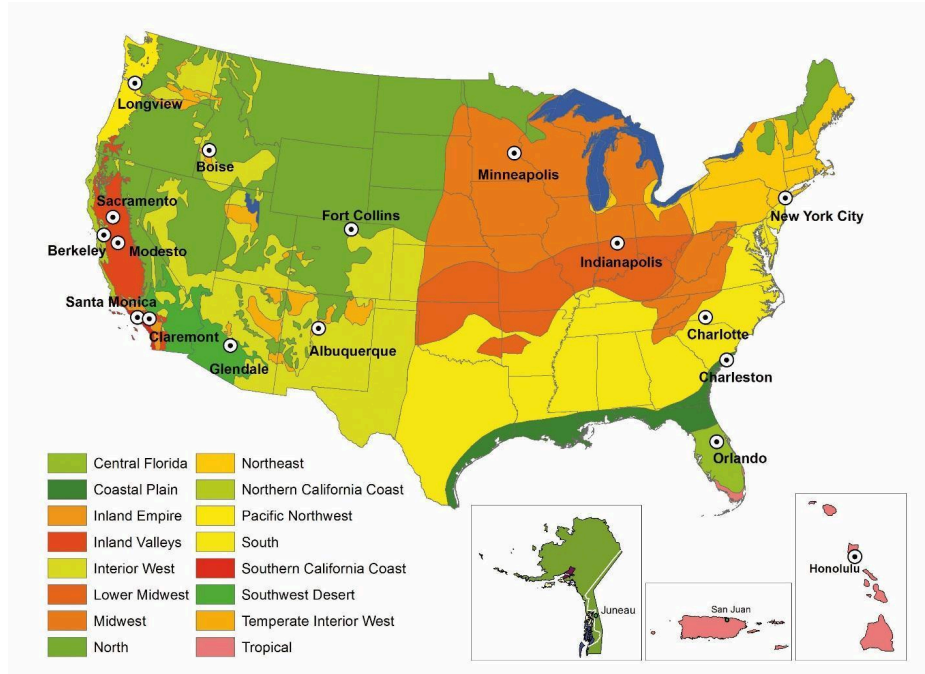 Longview
Boise
Minneapolis
New York City
Sacramento
Fort Collins
Berkeley
Modesto
Indianapolis
Santa Monica
Claremont
Albuquerque
Charlotte
Glendale
Charleston
Orlando
Central Florida
Coastal Plain
Inland Empire
Inland Valleys
Interior West
Lower Midwest
Midwest
North
Northeast
Northern California Coast
Pacific Northwest
South
Southern California Coast
Southwest Desert
Temperate Interior West
Tropical
Juneau
San Juan
Honolulu